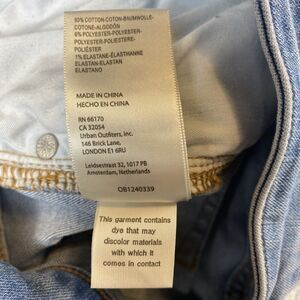 93% COTTON-COTON-BAUMWOLLE-
COTONE-ALGODÓN
6% POLYESTER-POLYESTER-
POLYESTER-POLIESTERE-
POLIÉSTER
1% ELASTANE-ÉLASTHANNE
ELASTAN-ELASTAN
ELASTANO
MADE IN CHINA
HECHO EN CHINA
RN 66170
CA 32054
Urban Outfitters, Inc.
146 Brick Lane,
LONDON E1 6RU
Leidsestraat 32, 1017 PB
Amsterdam, Netherlands
OB1240339
This garment contains
dye that may
discolor materials
with which it
comes in contact